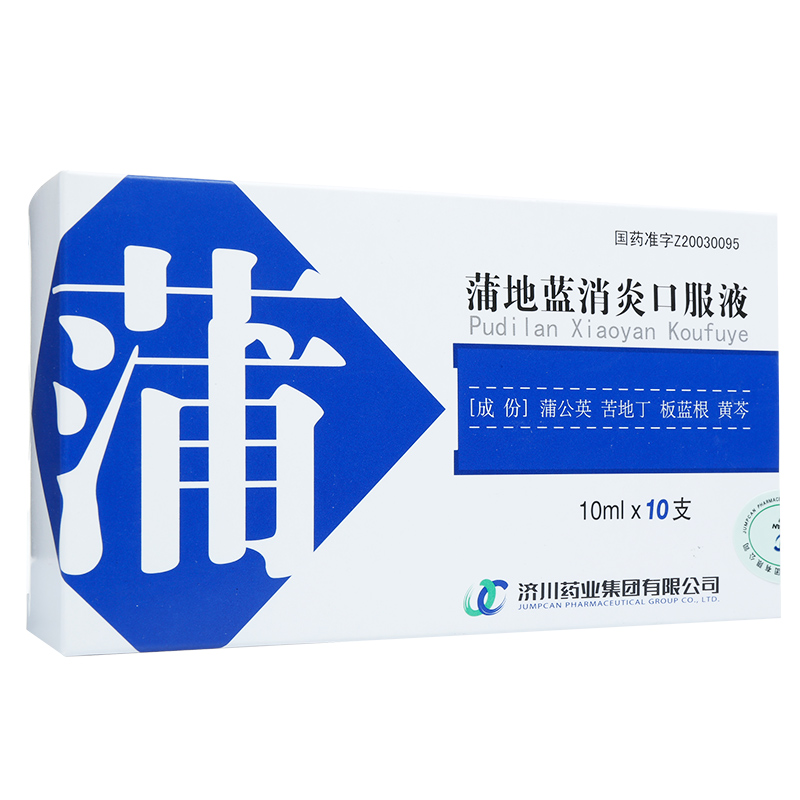 蒲
国药准字Z20030095
蒲地蓝消炎口服液
Pudilan Xiaoyan Koufuye
[成 份] 蒲公英 苦地丁 板蓝根 黄芩
10ml x 10支
济川药业集团有限公司
JUMPCAN PHARMACEUTICAL GROUP CO., LTD.